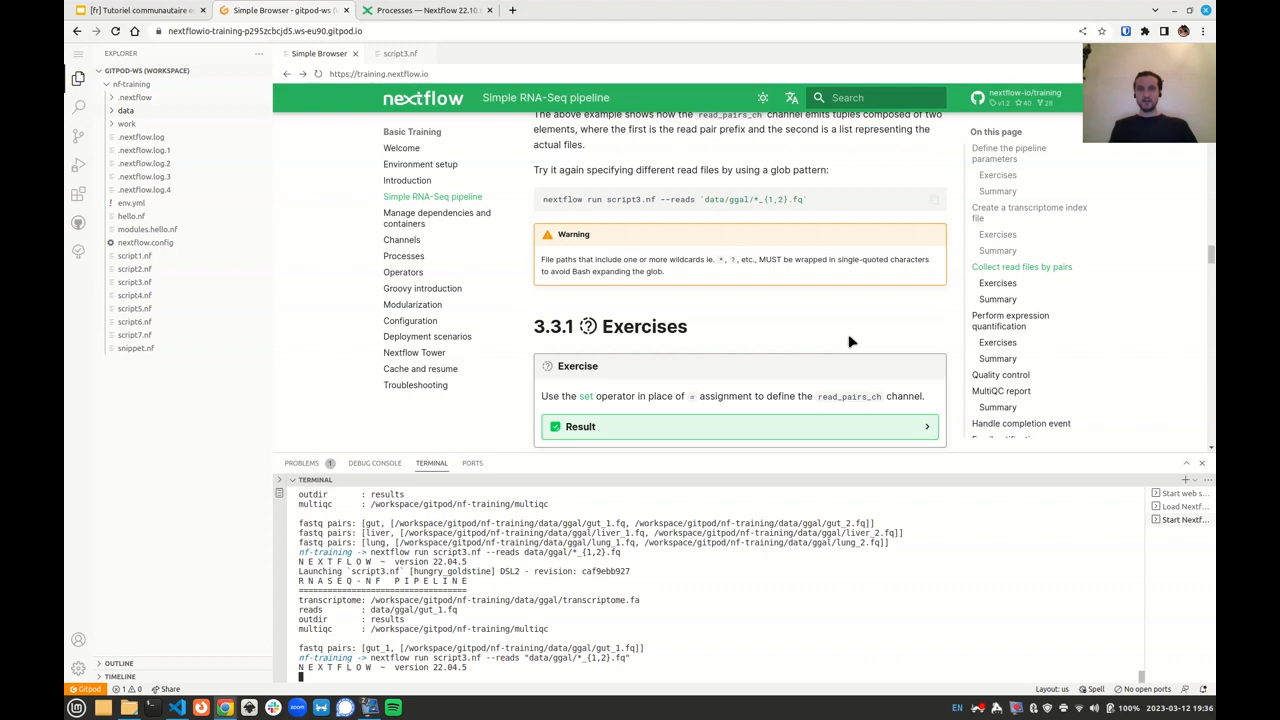 [fr] Tutoriel communautaire e
Simple Browser - gitpod-ws (
Processes — Nextflow 22.10.
nextflowio-training-p295zcbcjd5.ws-eu90.gitpod.io
EXPLORER
GITPOD-WS (WORKSPACE)
nf-training
.nextflow
data
work
.nextflow.log
.nextflow.log.1
.nextflow.log.2
.nextflow.log.3
.nextflow.log.4
env.yml
hello.nf
modules.hello.nf
nextflow.config
script1.nf
script2.nf
script3.nf
script4.nf
script5.nf
script6.nf
script7.nf
snippet.nf
OUTLINE
TIMELINE
Simple Browser
script3.nf
https://training.nextflow.io
nextflow
Simple RNA-Seq pipeline
Search
nextflow-io/training
v1.2 40 28
Basic Training
Welcome
Environment setup
Introduction
Simple RNA-Seq pipeline
Manage dependencies and
containers
Channels
Processes
Operators
Groovy introduction
Modularization
Configuration
Deployment scenarios
Nextflow Tower
Cache and resume
Troubleshooting
The above example shows how the read_pairs_ch channel emits tuples composed of two
elements, where the first is the read pair prefix and the second is a list representing the
actual files.
Try it again specifying different read files by using a glob pattern:
nextflow run script3.nf --reads 'data/ggal/*_{1,2}.fq'
Warning
File paths that include one or more wildcards ie. *, ?, etc., MUST be wrapped in single-quoted characters
to avoid Bash expanding the glob.
3.3.1 Exercises
Exercise
Use the set operator in place of = assignment to define the read_pairs_ch channel.
Result
On this page
Define the pipeline
parameters
Exercises
Summary
Create a transcriptome index
file
Exercises
Summary
Collect read files by pairs
Exercises
Summary
Perform expression
quantification
Exercises
Summary
Quality control
MultiQC report
Summary
Handle completion event
PROBLEMS 1
DEBUG CONSOLE
TERMINAL
PORTS
TERMINAL
outdir : results
multiqc : /workspace/gitpod/nf-training/multiqc
fastq pairs: [gut, [/workspace/gitpod/nf-training/data/ggal/gut_1.fq, /workspace/gitpod/nf-training/data/ggal/gut_2.fq]]
fastq pairs: [liver, [/workspace/gitpod/nf-training/data/ggal/liver_1.fq, /workspace/gitpod/nf-training/data/ggal/liver_2.fq]]
fastq pairs: [lung, [/workspace/gitpod/nf-training/data/ggal/lung_1.fq, /workspace/gitpod/nf-training/data/ggal/lung_2.fq]]
nf-training -> nextflow run script3.nf --reads data/ggal/*_{1,2}.fq
N E X T F L O W ~ version 22.04.5
Launching `script3.nf` [hungry_goldstine] DSL2 - revision: caf9ebb927
R N A S E Q - N F P I P E L I N E
===================================
transcriptome: /workspace/gitpod/nf-training/data/ggal/transcriptome.fa
reads : data/ggal/gut_1.fq
outdir : results
multiqc : /workspace/gitpod/nf-training/multiqc
fastq pairs: [gut_1, [/workspace/gitpod/nf-training/data/ggal/gut_1.fq]]
nf-training -> nextflow run script3.nf --reads "data/ggal/*_{1,2}.fq"
N E X T F L O W ~ version 22.04.5
Start web s...
Load Nextf...
Start Nextf...
Gitpod
1 0
Share
Layout: us
Spell
No open ports
zoom
EN
100%
2023-03-12 19:36